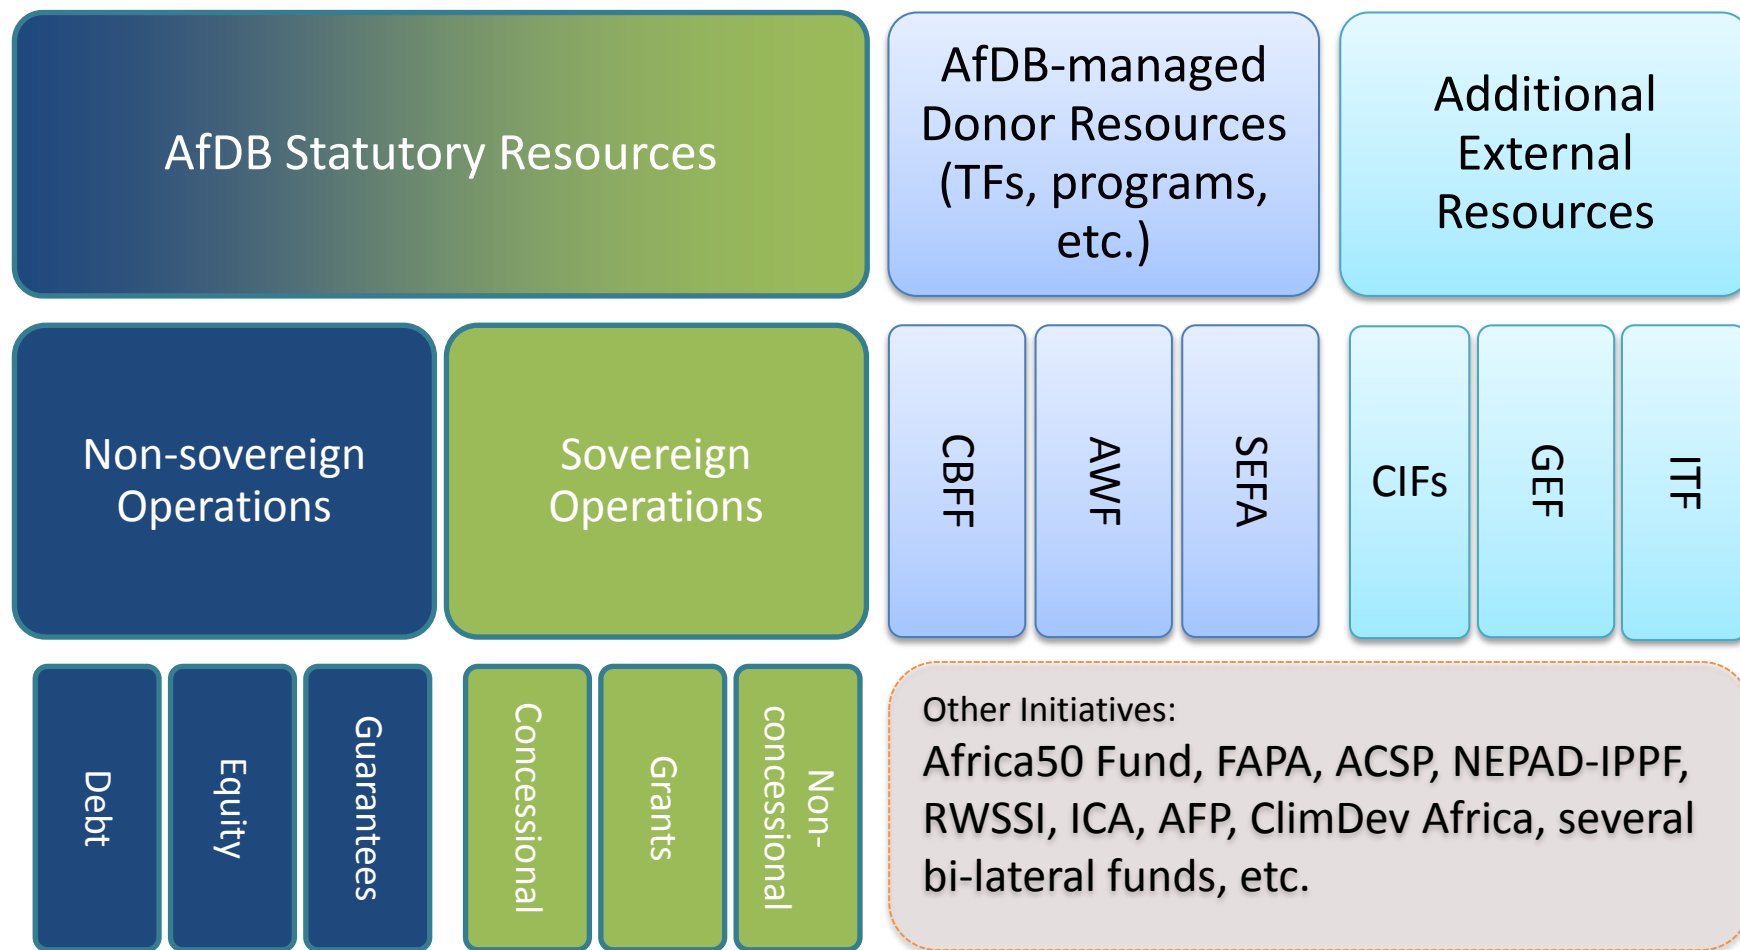 AfDB Statutory Resources
AfDB-managed
Donor Resources
(TFs, programs,
etc.)
Additional
External
Resources
Non-sovereign
Operations
Sovereign
Operations
CBFF
AWF
SEFA
CIFs
GEF
ITF
Debt
Equity
Guarantees
Concessional
Grants
Non-
concessional
Other Initiatives:
Africa50 Fund, FAPA, ACSP, NEPAD-IPPF,
RWSSI, ICA, AFP, ClimDev Africa, several
bi-lateral funds, etc.